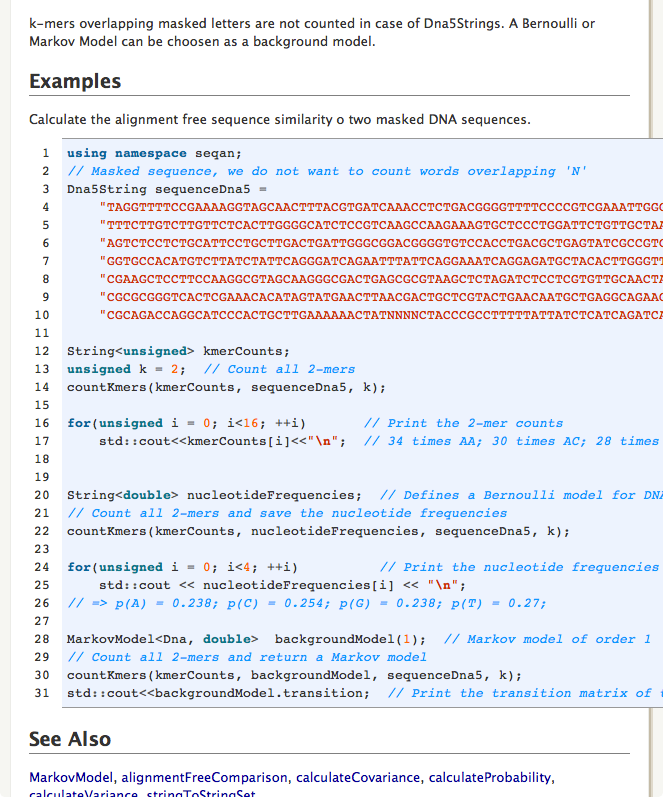 k-mers overlapping masked letters are not counted in case of Dna5Strings. A Bernoulli or
Markov Model can be choosen as a background model.
Examples
Calculate the alignment free sequence similarity o two masked DNA sequences.
1 using namespace seqan;
2 // Masked sequence, we do not want to count words overlapping 'N'
3 Dna5String sequenceDna5 =
4 "TAGGTTTTCCGAAAAGGTAGCAACTTTACGTGATCAAACCTCTGACGGGGTTTTCCCCGTCGAAATTGGG
5 "TTTCTTGTCTTGTTCTCACTTGGGGCATCTCCGTCAAGCCAAGAAAGTGCTCCCTGGATTCTGTTGCTAA
6 "AGTCTCCTCTGCATTCCTGCTTGACTGATTGGGCGGACGGGGTGTCCACCTGACGCTGAGTATCGCCGTC
7 "GGTGCCACATGTCTTATCTATTCAGGGATCAGAATTTATTCAGGAAATCAGGAGATGCTACACTTGGGTT
8 "CGAAGCTCCTTCCAAGGCGTAGCAAGGGCGACTGAGCGCGTAAGCTCTAGATCTCCTCGTGTTGCAACTA
9 "CGCGCGGGTCACTCGAAACACATAGTATGAACTTAACGACTGCTCGTACTGAACAATGCTGAGGCAGAAG
10 "CGCAGACCAGGCATCCCACTGCTTGAAAAAACTATNNNNCTACCCGCCTTTTTATTATCTCATCAGATCA
11
12 String<unsigned> kmerCounts;
13 unsigned k = 2;  // Count all 2-mers
14 countKmers(kmerCounts, sequenceDna5, k);
15
16 for(unsigned i = 0; i<16; ++i)        // Print the 2-mer counts
17     std::cout<<kmerCounts[i]<<"\n";  // 34 times AA; 30 times AC; 28 times
18
19
20 String<double> nucleotideFrequencies;  // Defines a Bernoulli model for DNA
21 // Count all 2-mers and save the nucleotide frequencies
22 countKmers(kmerCounts, nucleotideFrequencies, sequenceDna5, k);
23
24 for(unsigned i = 0; i<4; ++i)          // Print the nucleotide frequencies
25     std::cout << nucleotideFrequencies[i] << "\n";
26 // => p(A) = 0.238; p(C) = 0.254; p(G) = 0.238; p(T) = 0.27;
27
28 MarkovModel<Dna, double>  backgroundModel(1);  // Markov model of order 1
29 // Count all 2-mers and return a Markov model
30 countKmers(kmerCounts, backgroundModel, sequenceDna5, k);
31 std::cout<<backgroundModel.transition;  // Print the transition matrix of
See Also
MarkovModel, alignmentFreeComparison, calculateCovariance, calculateProbability,
calculateVariance, stringToStringSet